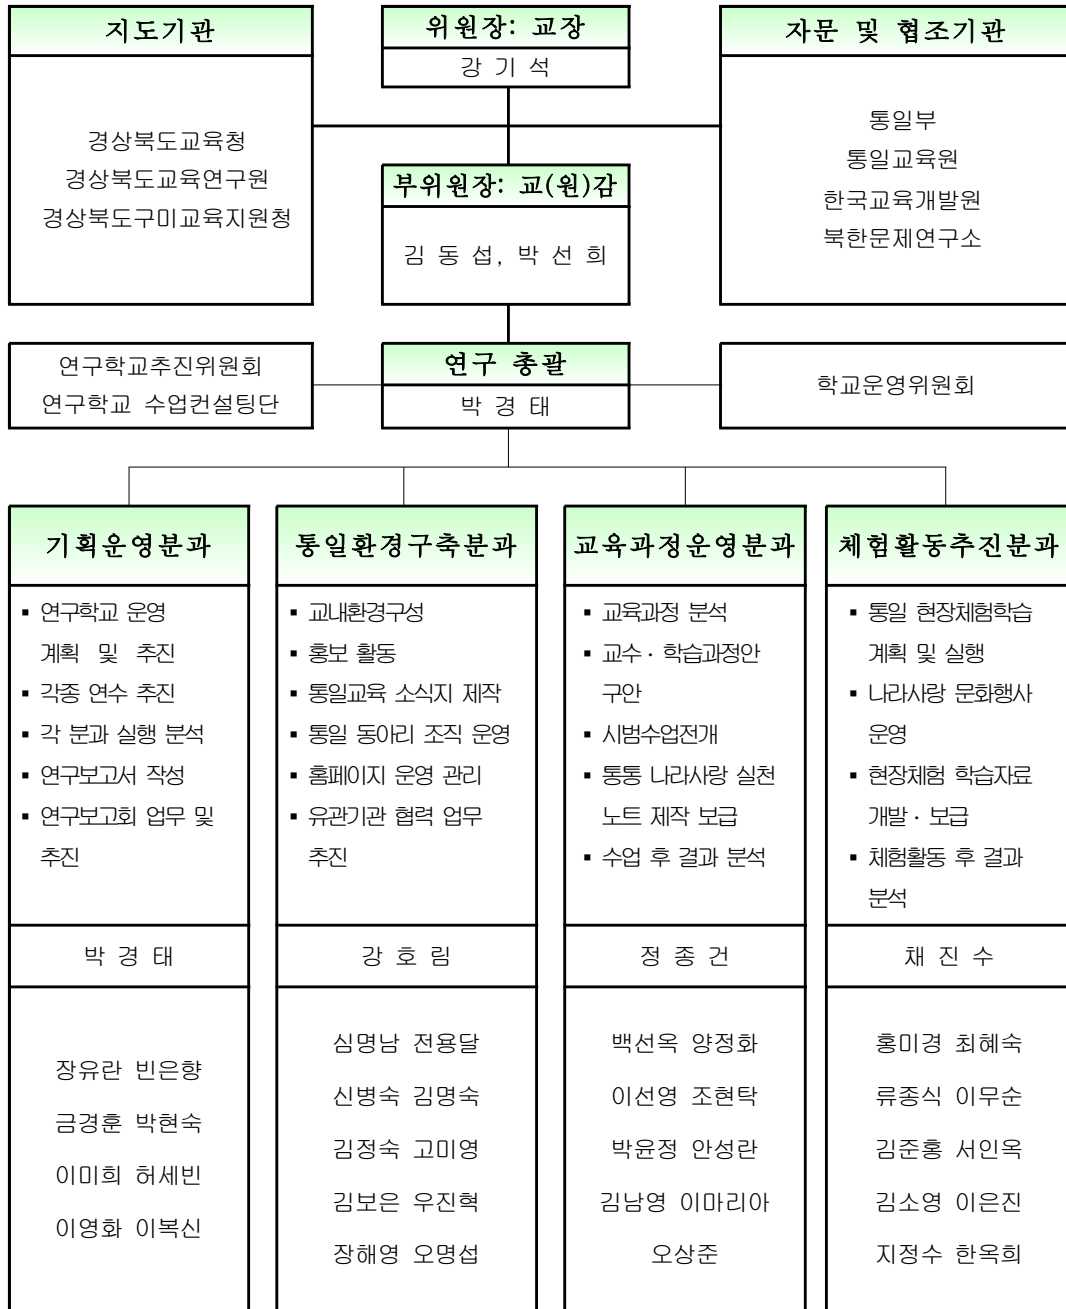 지도기관
경상북도교육청
경상북도교육연구원
경상북도구미교육지원청
위원장: 교장
강 기 석
자문 및 협조기관
통일부
통일교육원
한국교육개발원
북한문제연구소
부위원장: 교(원)감
김 동 섭, 박 선 희
연구학교추진위원회
연구학교 수업컨설팅단
연구 총괄
박 경 태
학교운영위원회
기획운영분과
▪ 연구학교 운영
계획 및 추진
▪ 각종 연수 추진
▪ 각 분과 실행 분석
▪ 연구보고서 작성
▪ 연구보고회 업무 및
추진
박 경 태
장유란 빈은향
금경훈 박현숙
이미희 허세빈
이영화 이복신
통일환경구축분과
▪ 교내환경구성
▪ 홍보 활동
▪ 통일교육 소식지 제작
▪ 통일 동아리 조직 운영
▪ 홈페이지 운영 관리
▪ 유관기관 협력 업무
추진
강 호 림
심명남 전용달
신병숙 김명숙
김정숙 고미영
김보은 우진혁
장해영 오명섭
교육과정운영분과
▪ 교육과정 분석
▪ 교수 · 학습과정안
구안
▪ 시범수업전개
▪ 통통 나라사랑 실천
노트 제작 보급
▪ 수업 후 결과 분석
정 종 건
백선옥 양정화
이선영 조현탁
박윤정 안성란
김남영 이마리아
오상준
체험활동추진분과
▪ 통일 현장체험학습
계획 및 실행
▪ 나라사랑 문화행사
운영
▪ 현장체험 학습자료
개발 · 보급
▪ 체험활동 후 결과
분석
채 진 수
홍미경 최혜숙
류종식 이무순
김준홍 서인옥
김소영 이은진
지정수 한옥희